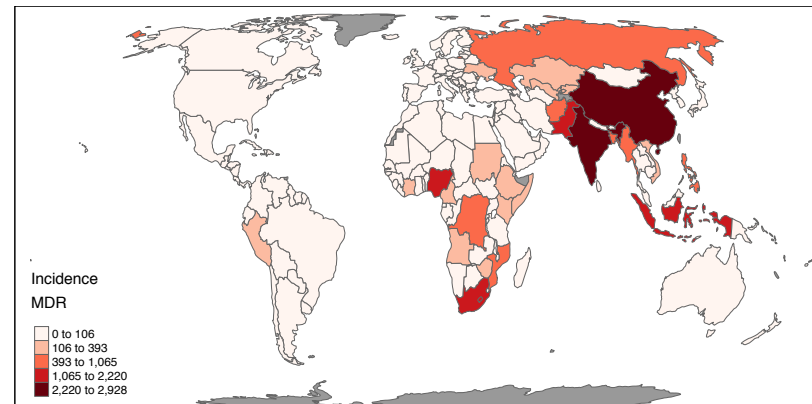 Incidence
MDR
0 to 106
106 to 393
393 to 1,065
1,065 to 2,220
2,220 to 2,928